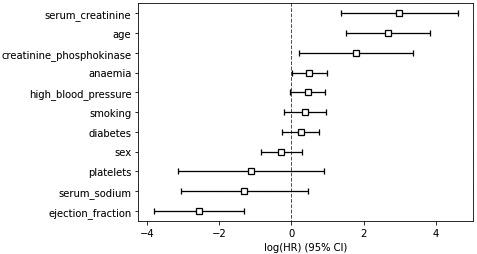 serum_creatinine
age
creatinine_phosphokinase
anaemia
high_blood_pressure
smoking
diabetes
sex
platelets
serum_sodium
ejection_fraction
−4 −2 0 2 4
log(HR) (95% CI)